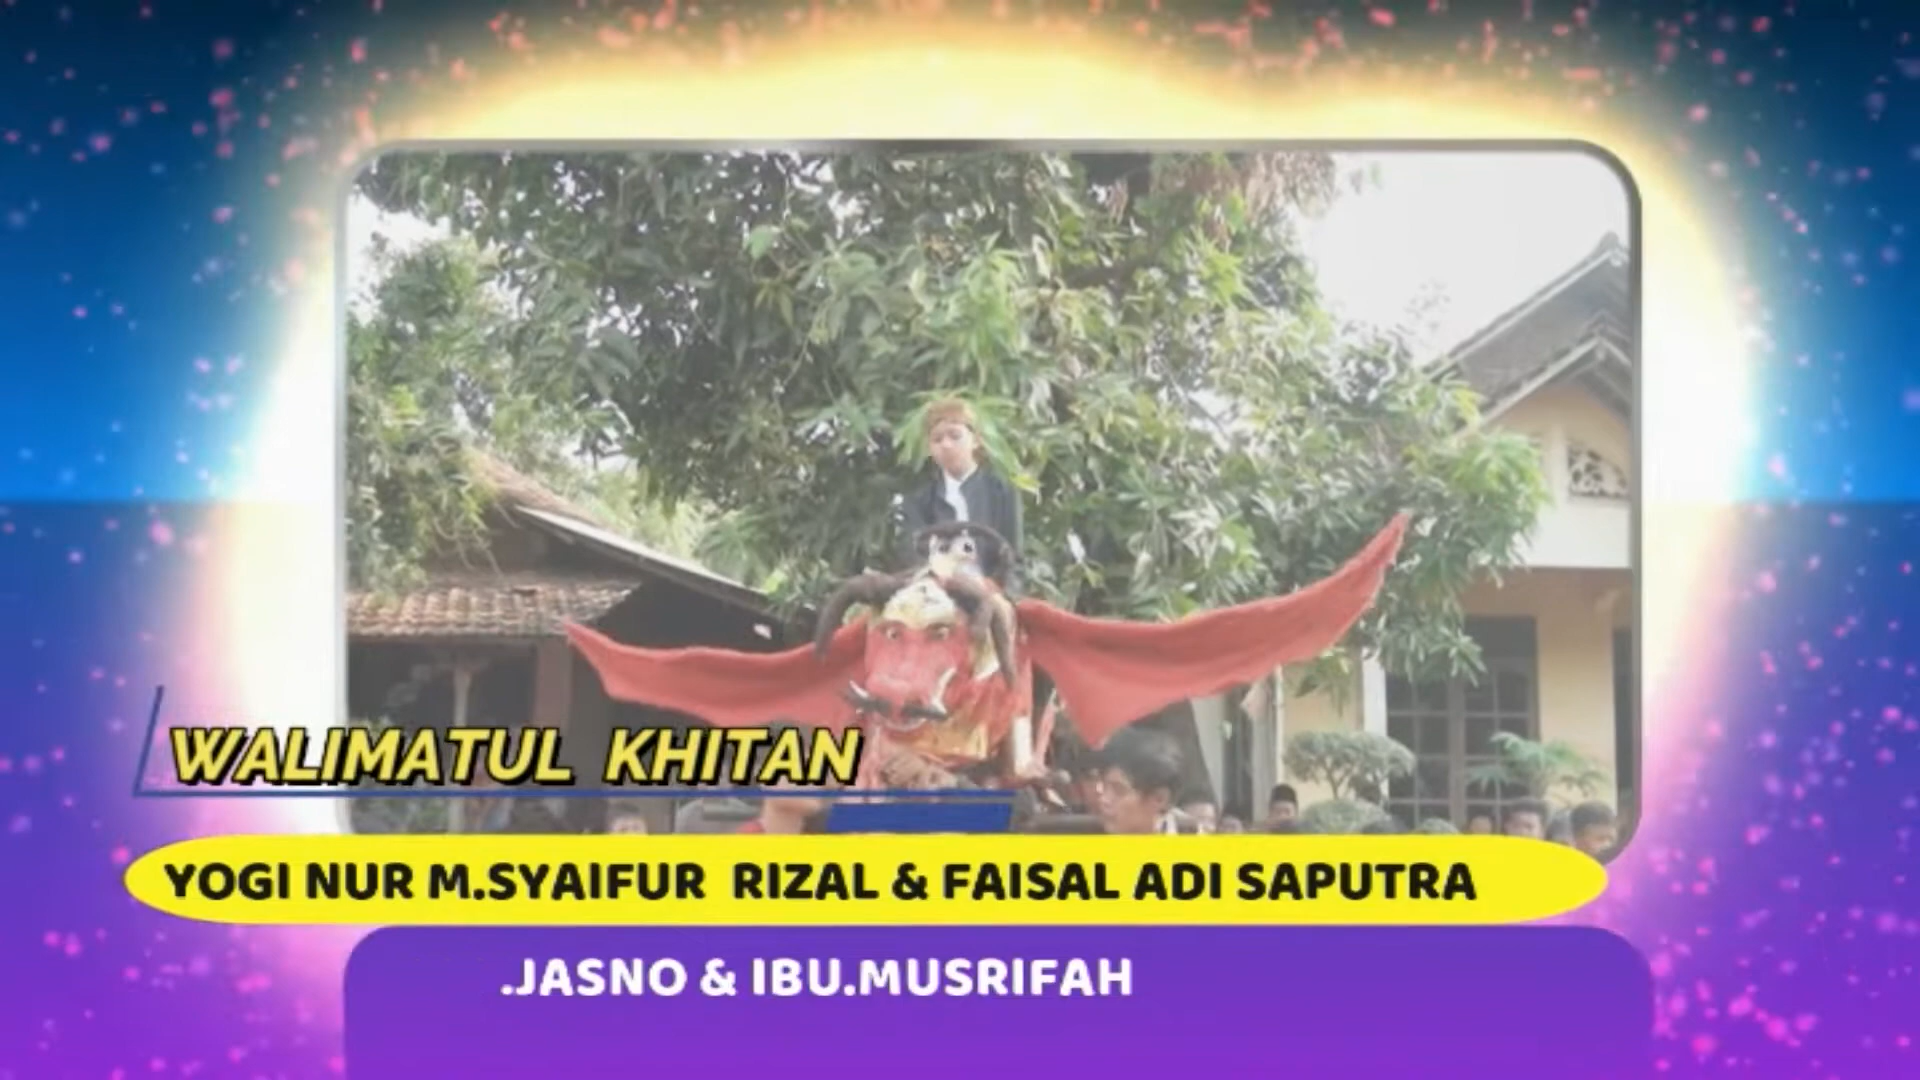 WALIMATUL KHITAN
YOGI NUR M.SYAIFUR RIZAL & FAISAL ADI SAPUTRA
.JASNO & IBU.MUSRIFAH